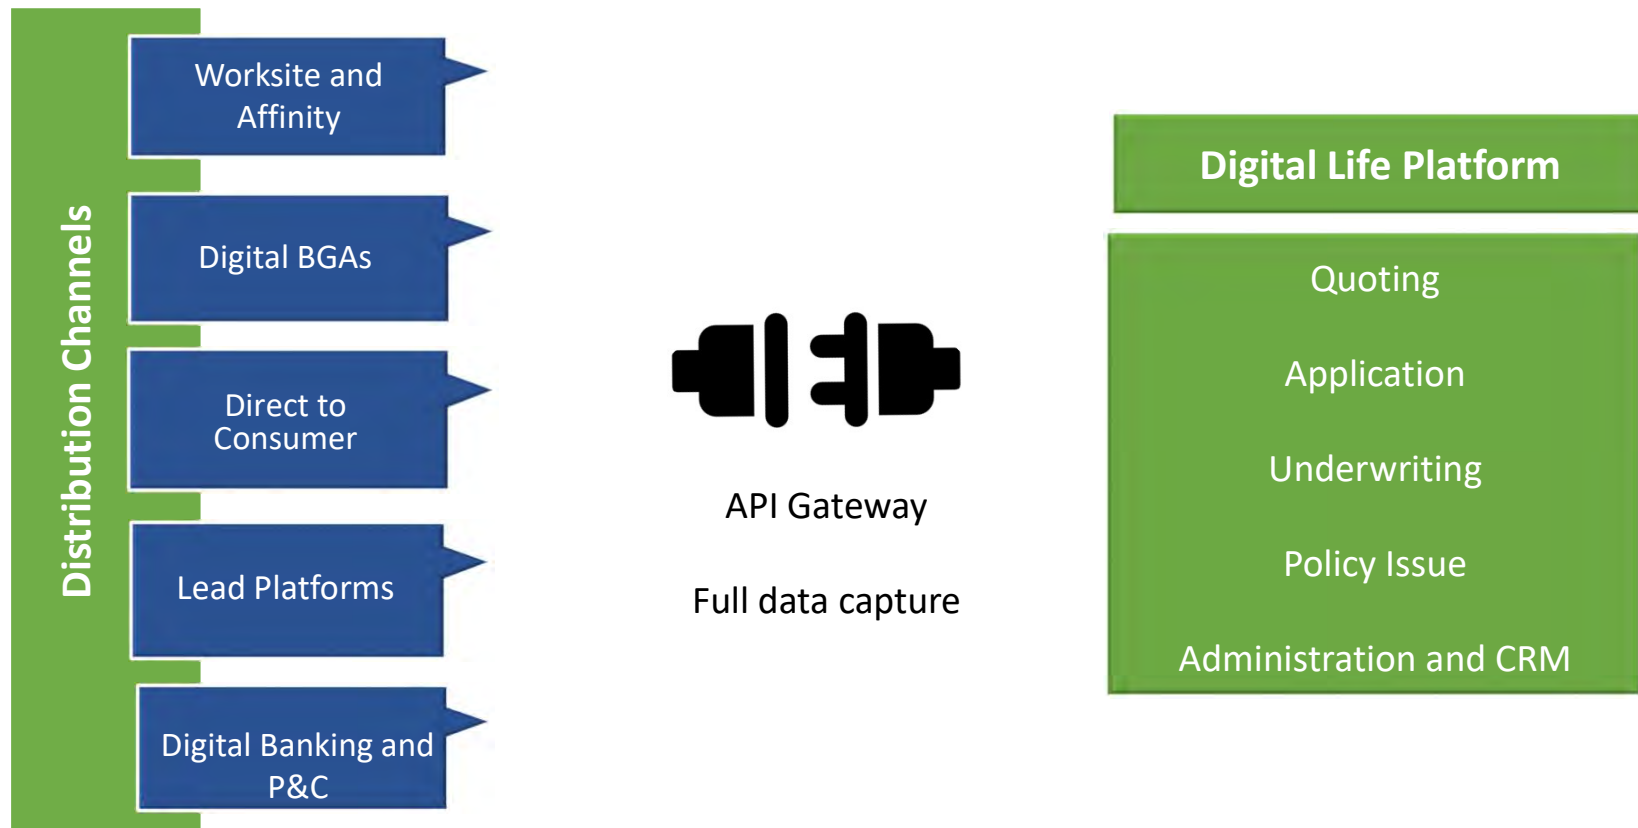 Distribution Channels
Worksite and
Affinity
Digital BGAs
Direct to
Consumer
Lead Platforms
Digital Banking and
P&C
API Gateway
Full data capture
Digital Life Platform
Quoting
Application
Underwriting
Policy Issue
Administration and CRM